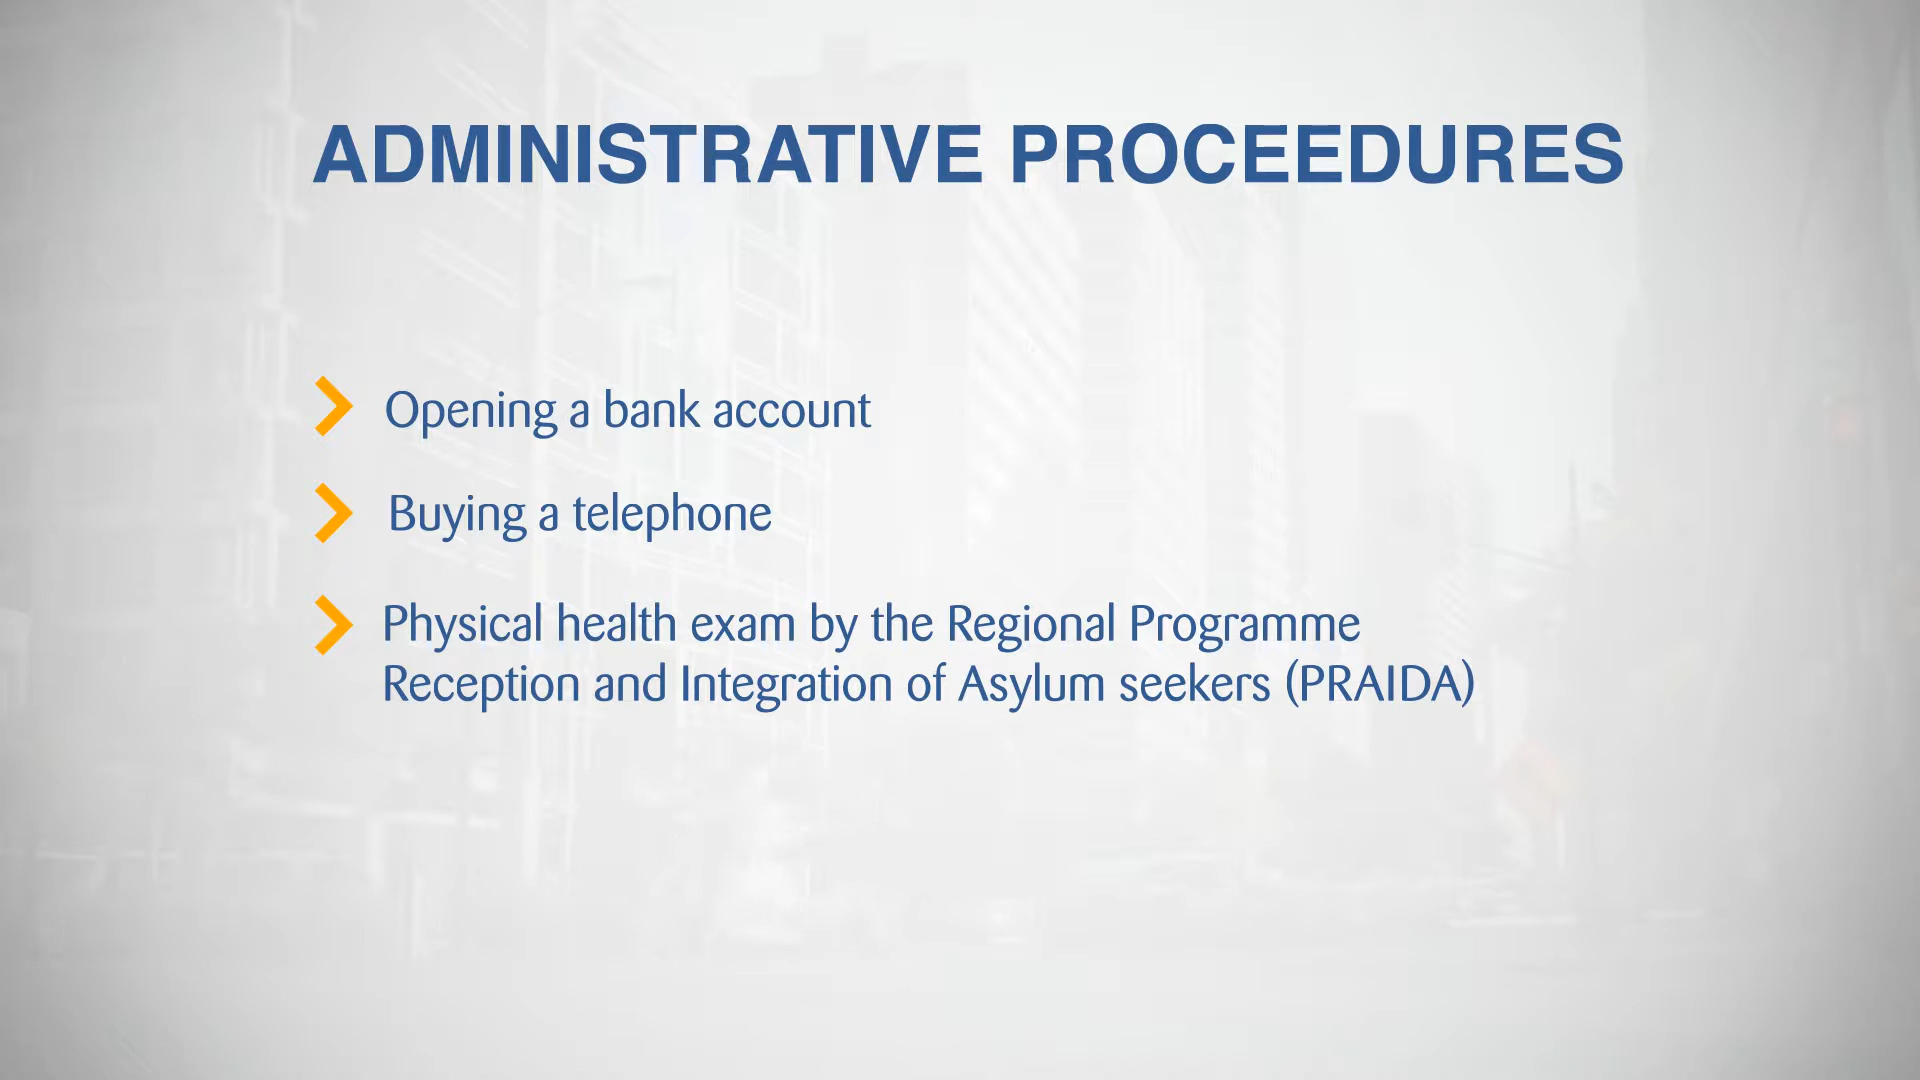 ADMINISTRATIVE PROCEEDURES
Opening a bank account
Buying a telephone
Physical health exam by the Regional Programme
Reception and Integration of Asylum seekers (PRAIDA)